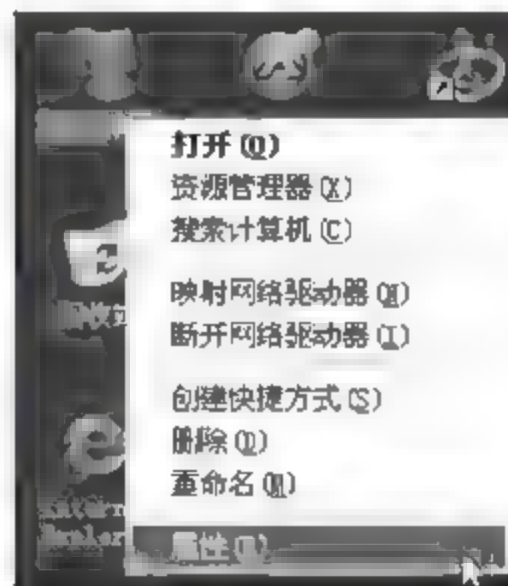 打开(O)
资源管理器(X)
搜索计算机(C)
映射网络驱动器(N)
断开网络驱动器(I)
创建快捷方式(S)
删除(D)
重命名(M)
属性(R)